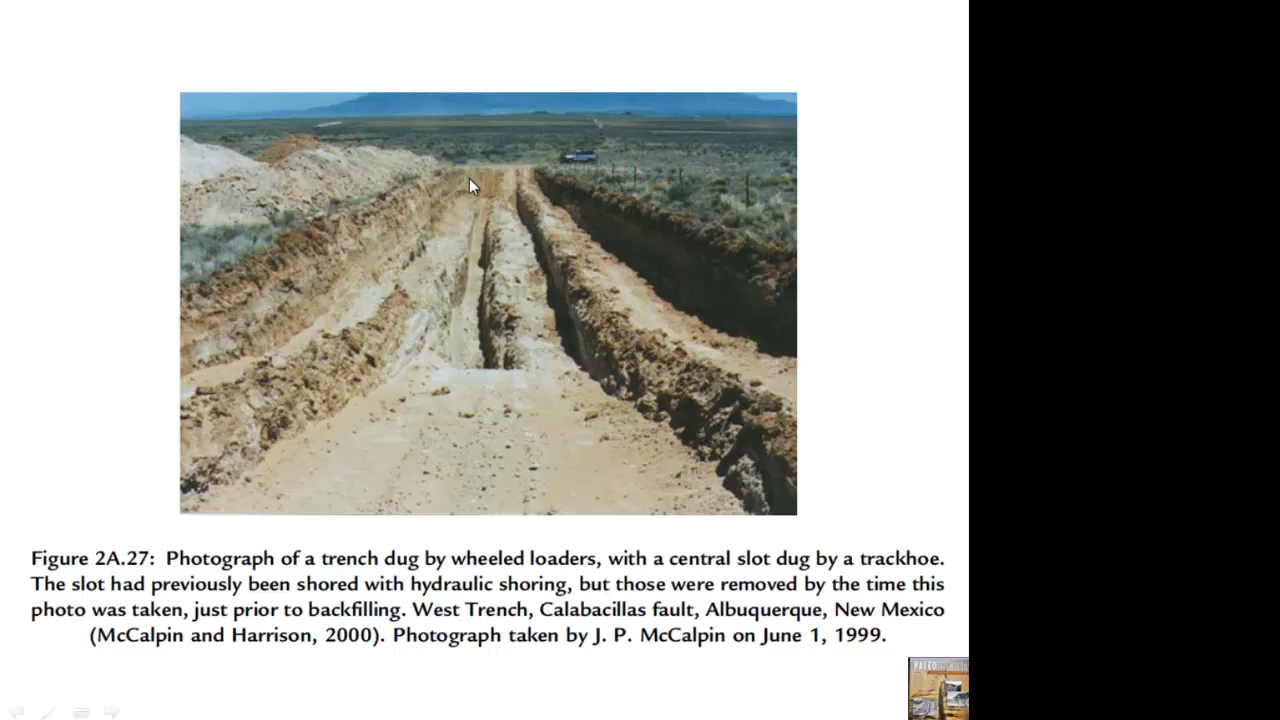 Figure 2A.27: Photograph of a trench dug by wheeled loaders, with a central slot dug by a trackhoe.
The slot had previously been shored with hydraulic shoring, but those were removed by the time this
photo was taken, just prior to backfilling. West Trench, Calabacillas fault, Albuquerque, New Mexico
(McCalpin and Harrison, 2000). Photograph taken by J. P. McCalpin on June 1, 1999.